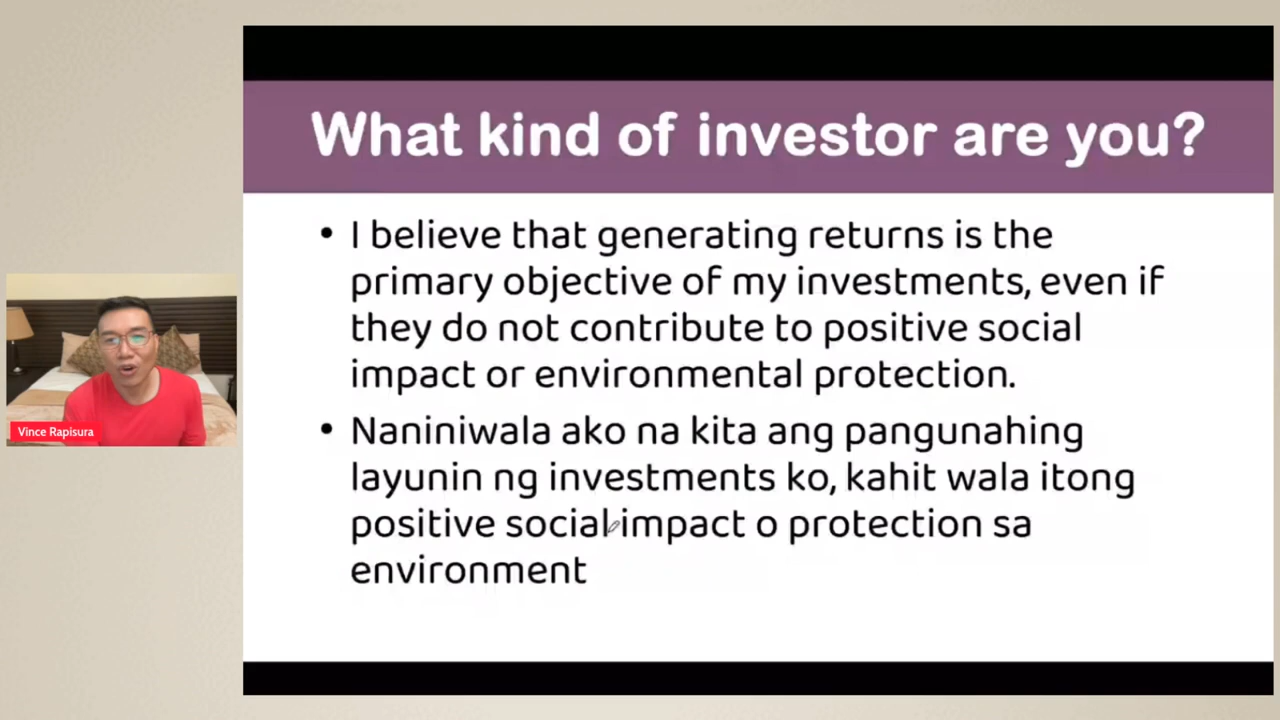 What kind of investor are you?
• I believe that generating returns is the
primary objective of my investments, even if
they do not contribute to positive social
impact or environmental protection.
• Naniniwala ako na kita ang pangunahing
layunin ng investments ko, kahit wala itong
positive social impact o protection sa
environment
Vince Rapisura